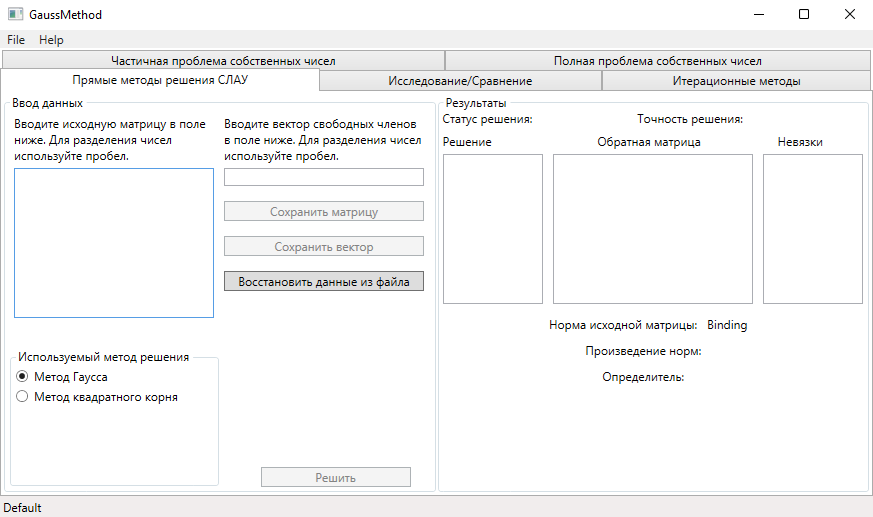 GaussMethod
File Help
Частичная проблема собственных чисел Полная проблема собственных чисел
Прямые методы решения СЛАУ Исследование/Сравнение Итерационные методы
Ввод данных
Вводите исходную матрицу в поле
ниже. Для разделения чисел
используйте пробел.
Вводите вектор свободных членов
в поле ниже. Для разделения чисел
используйте пробел.
Сохранить матрицу
Сохранить вектор
Восстановить данные из файла
Используемый метод решения
Метод Гаусса
Метод квадратного корня
Решить
Результаты
Статус решения: Точность решения:
Решение Обратная матрица Невязки
Норма исходной матрицы: Binding
Произведение норм:
Определитель:
Default